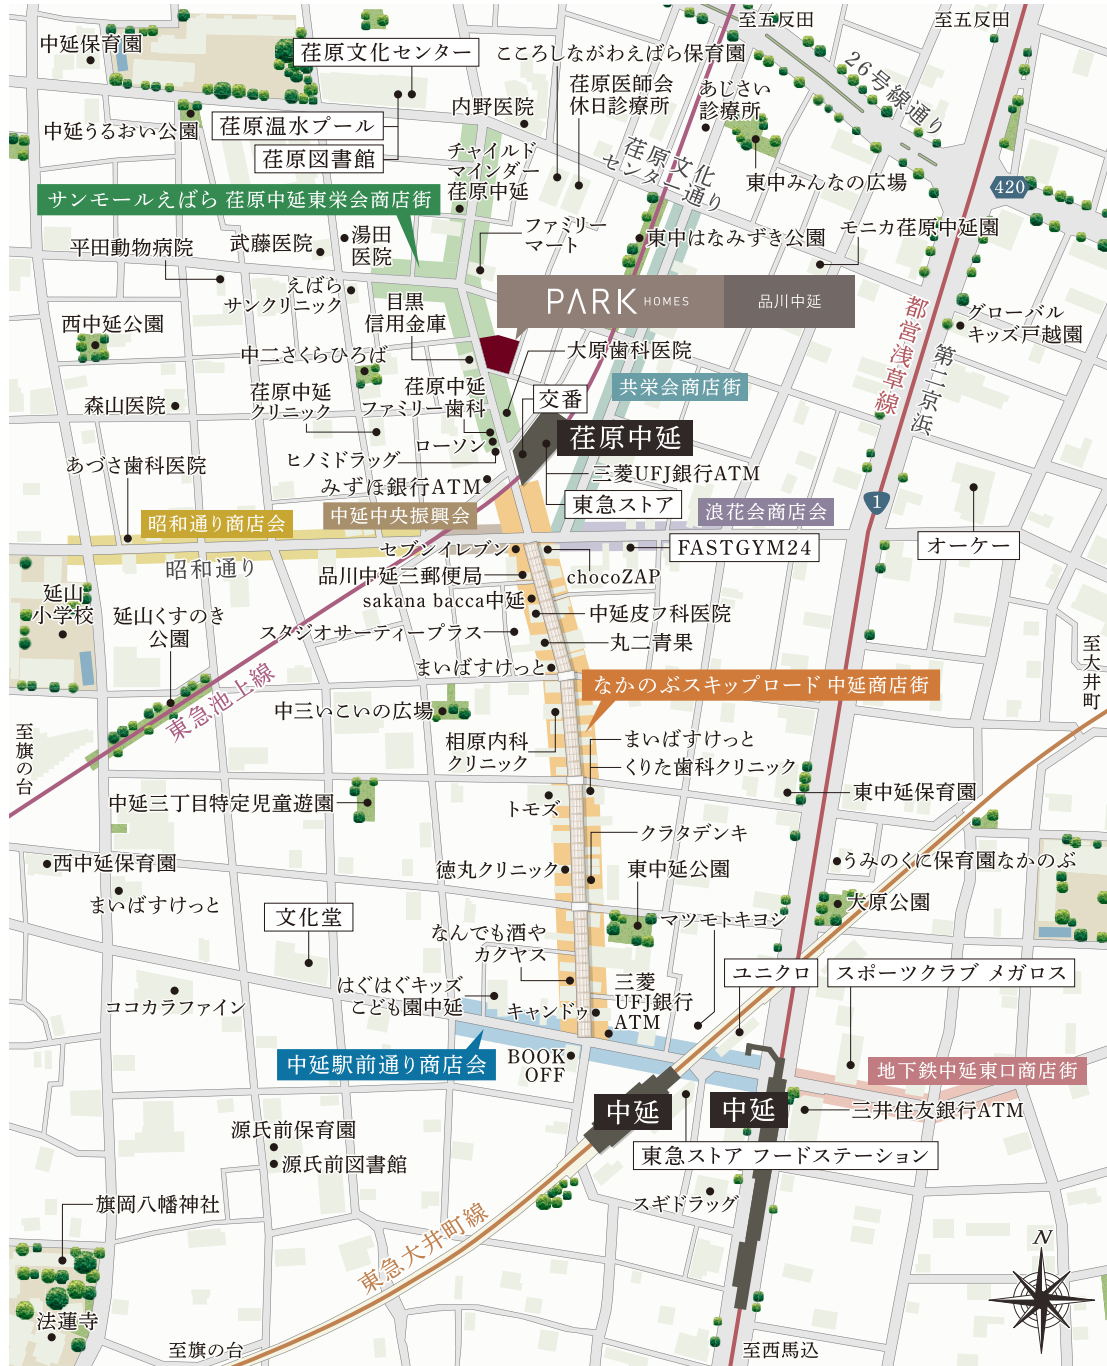 至五反田
至五反田
中延保育園
荏原文化センター
こころしながわえばら保育園
26号線通り
荏原医師会
休日診療所
あじさい
診療所
内野医院
中延うるおい公園
荏原温水プール
荏原図書館
チャイルド
マインダー
荏原中延
荏原文化
センター通り
東中みんなの広場
420
サンモールえばら 荏原中延東栄会商店街
ファミリー
マート
東中はなみずき公園
モニカ荏原中延園
平田動物病院
武藤医院
湯田
医院
えばら
サンクリニック
PARK HOMES
品川中延
目黒
信用金庫
都営浅草線
グローバル
キッズ戸越園
第二京浜
西中延公園
中二さくらひろば
大原歯科医院
共栄会商店街
荏原中延
クリニック
荏原中延
ファミリー歯科
交番
森山医院
荏原中延
ローソン
あづさ歯科医院
ヒノミドラッグ
三菱UFJ銀行ATM
みずほ銀行ATM
東急ストア
1
昭和通り商店会
中延中央振興会
浪花会商店会
オーケー
セブンイレブン
FASTGYM24
昭和通り
品川中延三郵便局
chocoZAP
延山
小学校
延山くすのき
公園
sakana bacca中延
中延皮フ科医院
スタジオサーティープラス
丸二青果
至大井町
まいばすけっと
なかのぶスキップロード 中延商店街
東急池上線
中三いこいの広場
至旗の台
相原内科
クリニック
まいばすけっと
くりた歯科クリニック
中延三丁目特定児童遊園
トモズ
東中延保育園
クラタデンキ
西中延保育園
徳丸クリニック
東中延公園
うみのくに保育園なかのぶ
まいばすけっと
文化堂
マツモトキヨシ
大原公園
なんでも酒や
カクヤス
ユニクロ
スポーツクラブ メガロス
はぐはぐキッズ
こども園中延
三菱
UFJ銀行
ATM
ココカラファイン
キャンドゥ
中延駅前通り商店会
BOOK
OFF
地下鉄中延東口商店街
中延
中延
三井住友銀行ATM
源氏前保育園
源氏前図書館
東急ストア フードステーション
旗岡八幡神社
スギドラッグ
東急大井町線
N
法蓮寺
至旗の台
至西馬込